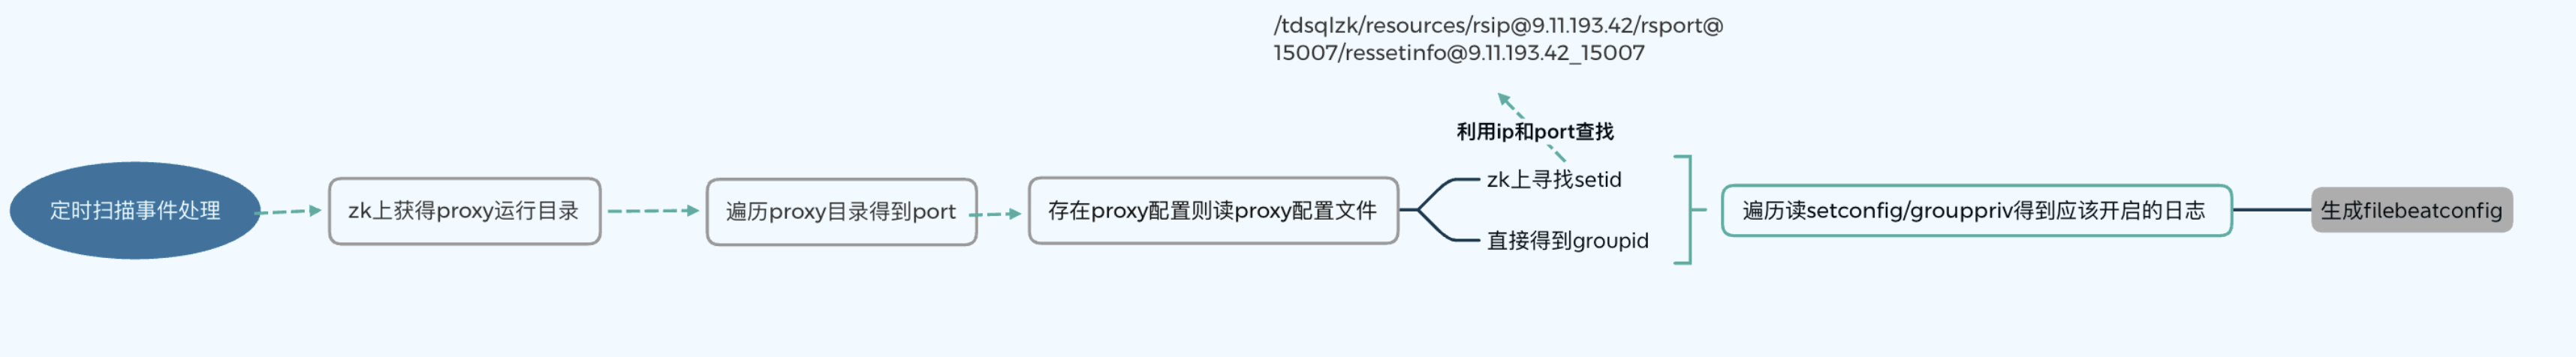 /tdsqlzk/resources/rsip@9.11.193.42/rsport@
15007/ressetinfo@9.11.193.42_15007
利用ip和port查找
定时扫描事件处理
zk上获得proxy运行目录
遍历proxy目录得到port
存在proxy配置则读proxy配置文件
zk上寻找setid
直接得到groupid
遍历读setconfig/grouppriv得到应该开启的日志
生成filebeatconfig